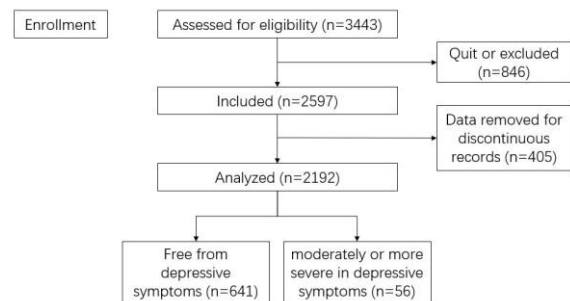 Enrollment
Assessed for eligibility (n=3443)
Quit or excluded
(n=846)
Included (n=2597)
Data removed for
discontinuous
records (n=405)
Analyzed (n=2192)
Free from
depressive
symptoms (n=641)
moderately or more
severe in depressive
symptoms (n=56)